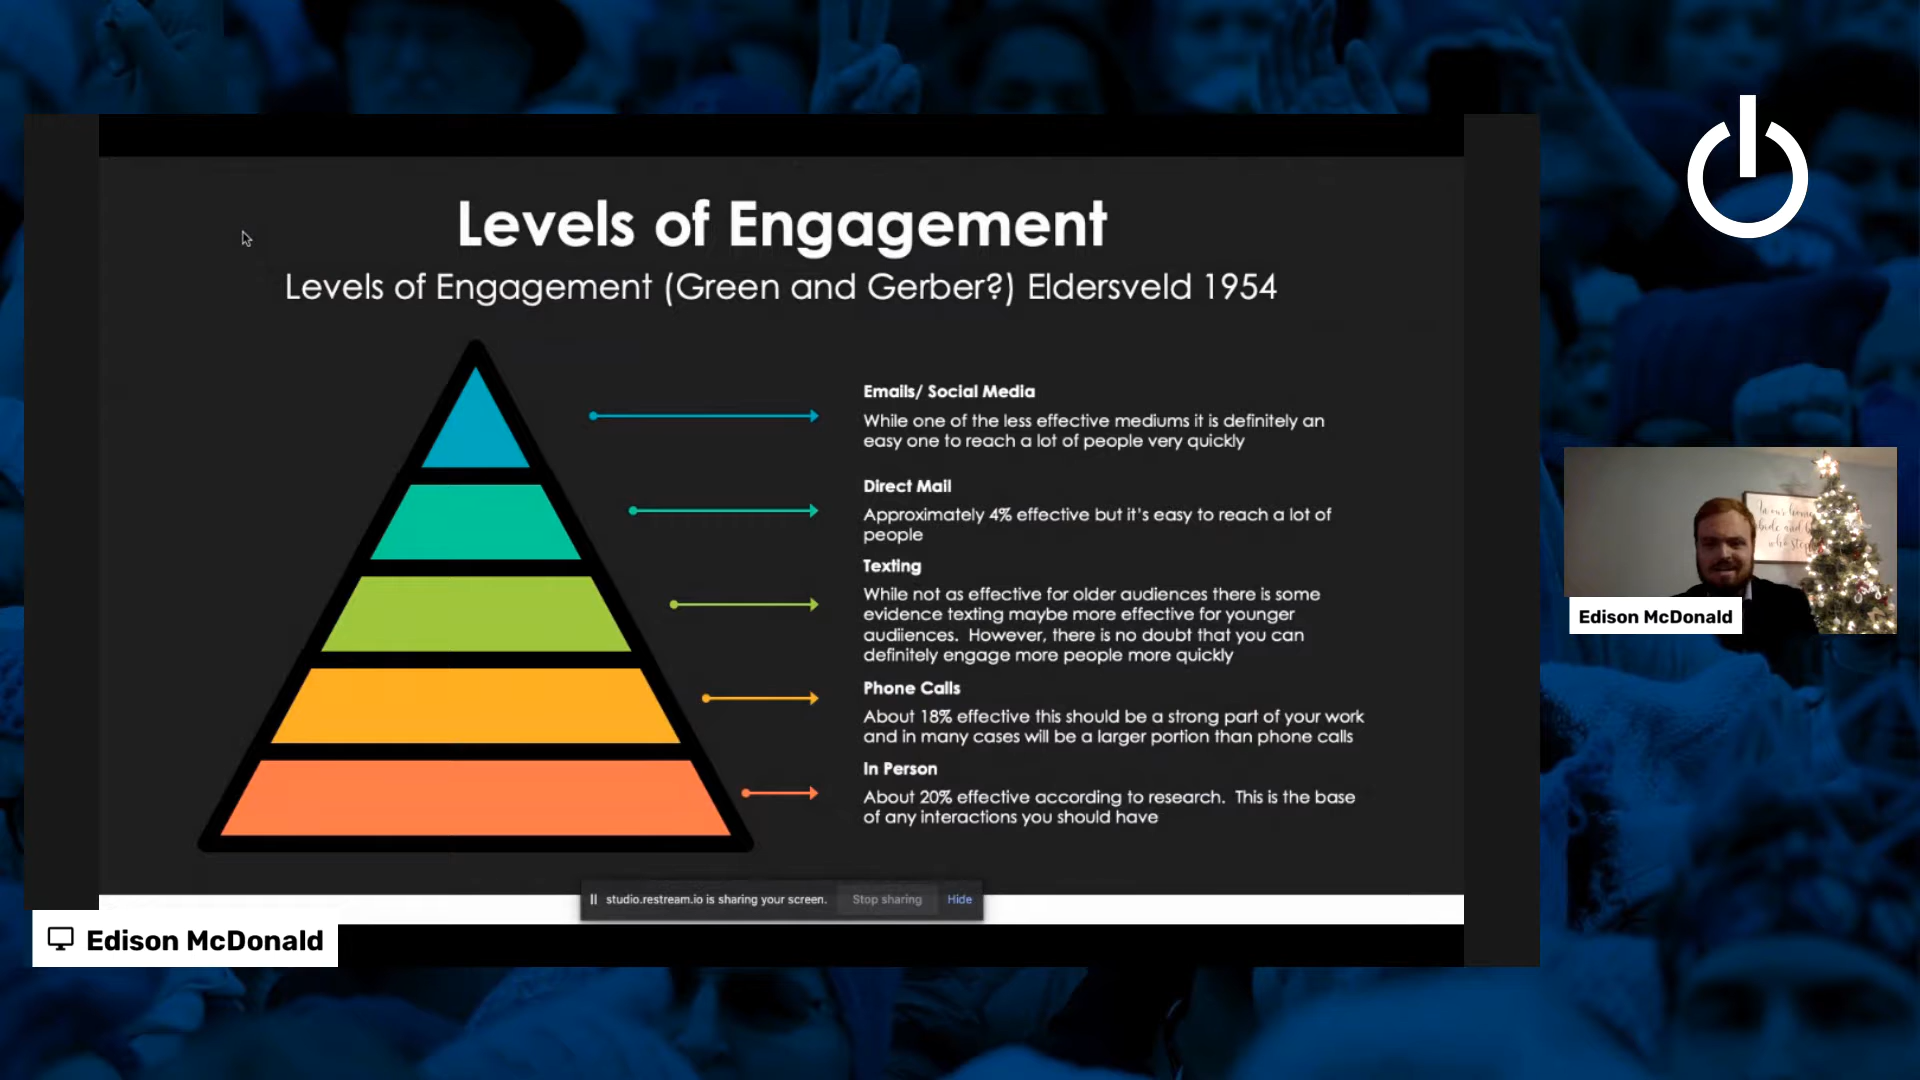 Levels of Engagement
Levels of Engagement (Green and Gerber?) Eldersveld 1954
Emails/ Social Media
While one of the less effective mediums it is definitely an
easy one to reach a lot of people very quickly
Direct Mail
Approximately 4% effective but it's easy to reach a lot of
people
Texting
While not as effective for older audiences there is some
evidence texting maybe more effective for younger
audiiences.  However, there is no doubt that you can
definitely engage more people more quickly
Phone Calls
About 18% effective this should be a strong part of your work
and in many cases will be a larger portion than phone calls
In Person
About 20% effective according to research.  This is the base
of any interactions you should have
studio.restream.io is sharing your screen.
Stop sharing
Hide
Edison McDonald
In our home
Edison McDonald